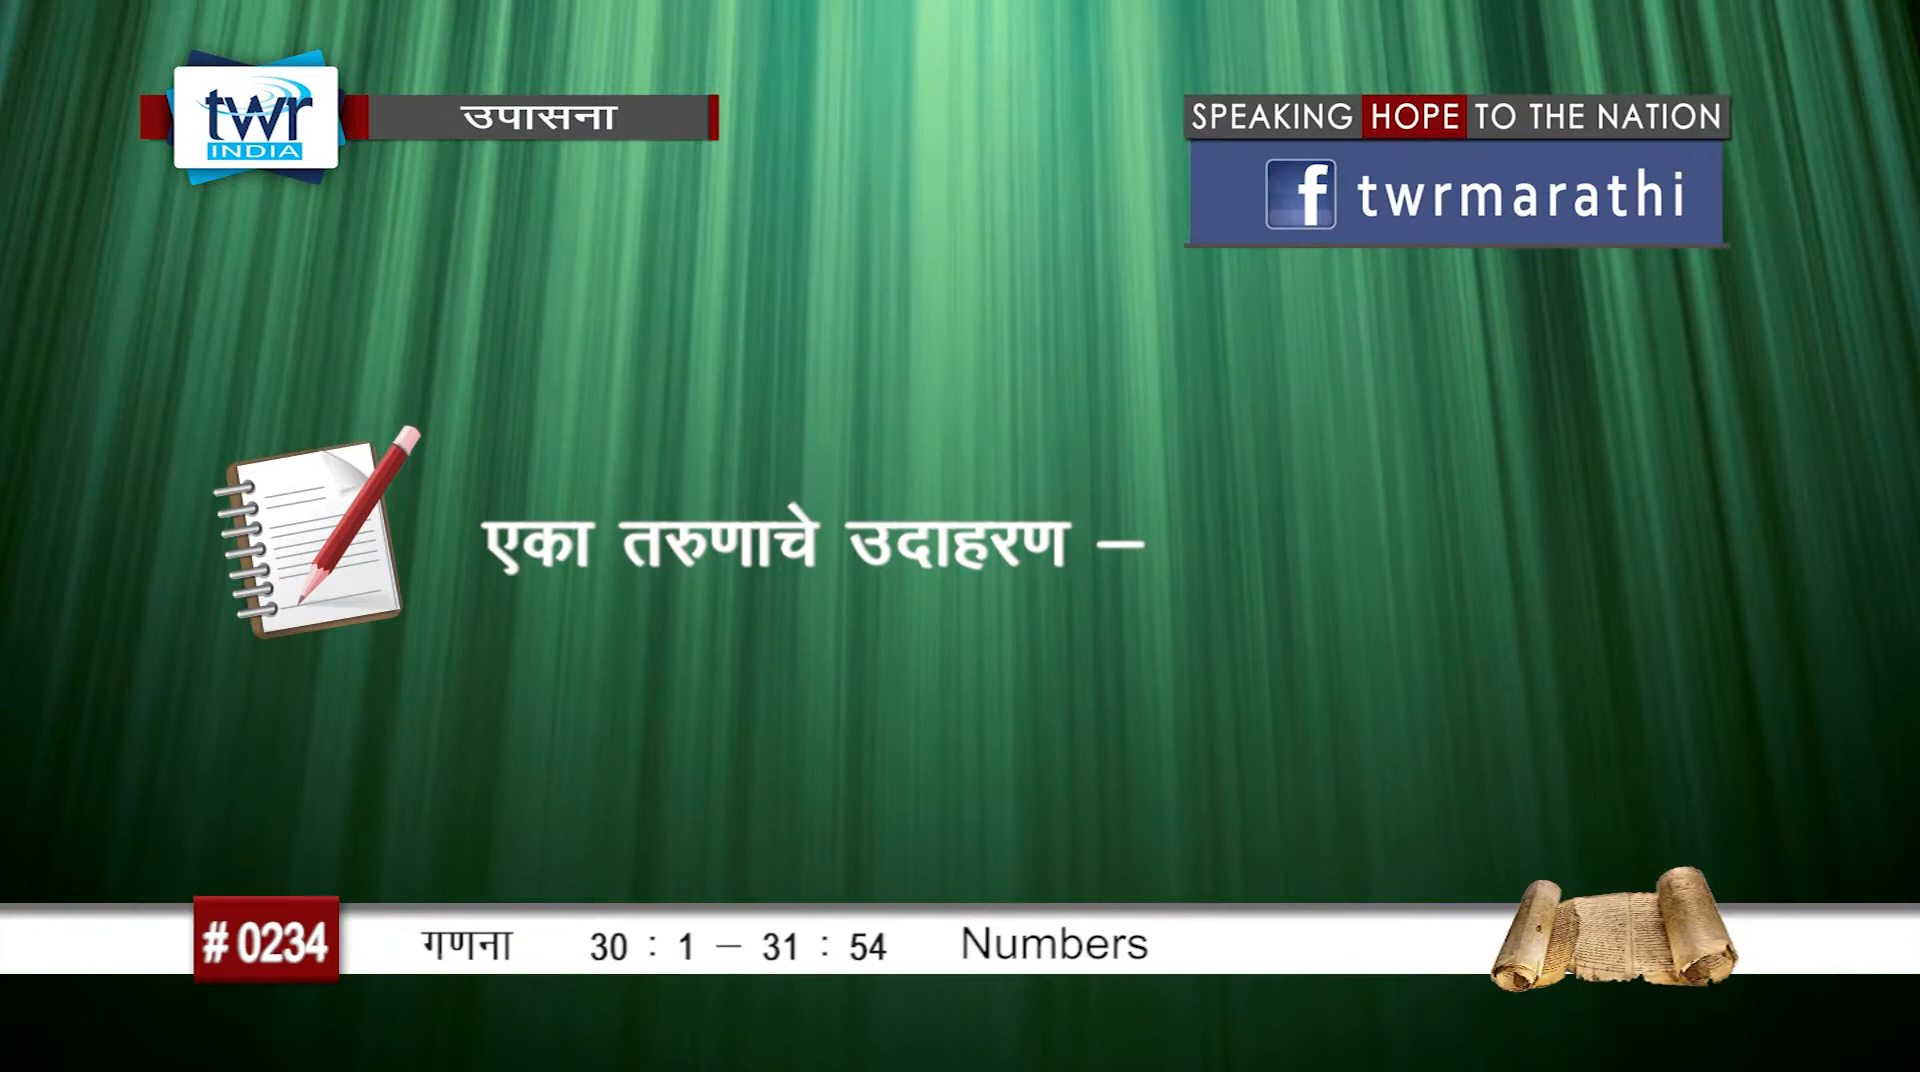 twr
INDIA
उपासना
SPEAKING HOPE TO THE NATION
f twrmarathi
एका तरुणाचे उदाहरण –
# 0234 गणना 30 : 1 – 31 : 54 Numbers